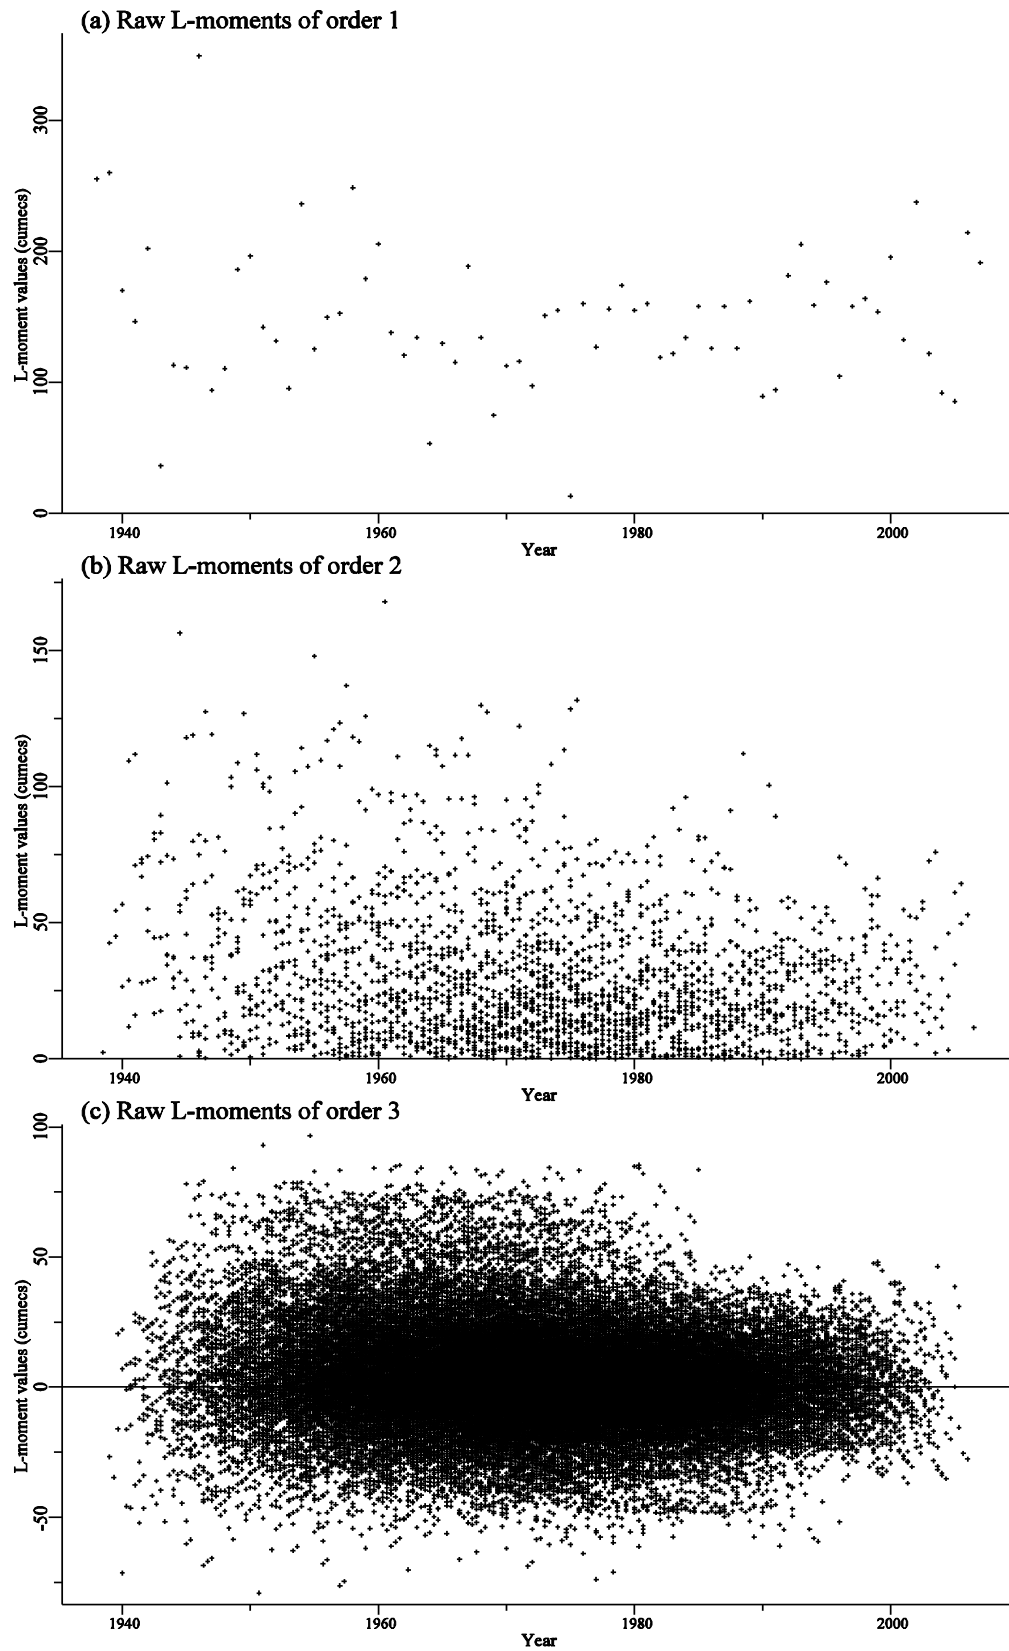 (a) Raw L-moments of order 1
L-moment values (cumecs)
300
200
100
0
1940
1960
1980
2000
Year
(b) Raw L-moments of order 2
L-moment values (cumecs)
150
100
50
0
1940
1960
1980
2000
Year
(c) Raw L-moments of order 3
L-moment values (cumecs)
100
50
0
-50
1940
1960
1980
2000
Year